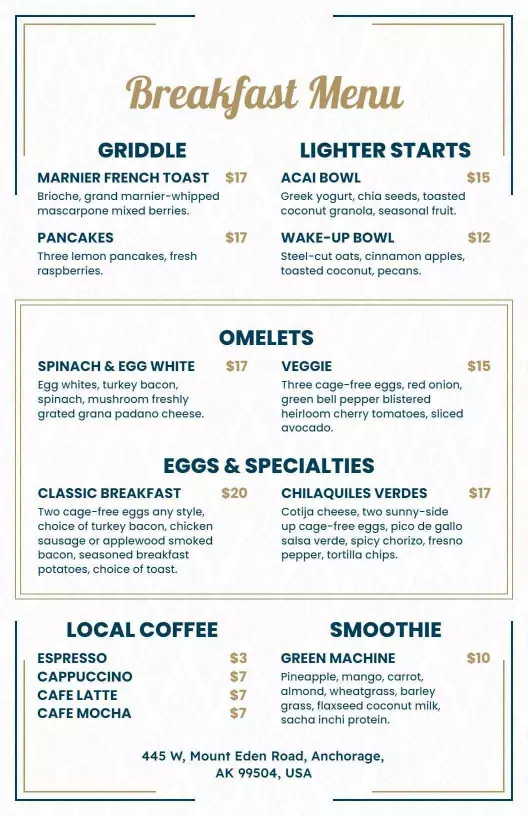 Breakfast Menu
GRIDDLE
MARNIER FRENCH TOAST $17
Brioche, grand marnier-whipped
mascarpone mixed berries.
PANCAKES $17
Three lemon pancakes, fresh
raspberries.
LIGHTER STARTS
ACAI BOWL $15
Greek yogurt, chia seeds, toasted
coconut granola, seasonal fruit.
WAKE-UP BOWL $12
Steel-cut oats, cinnamon apples,
toasted coconut, pecans.
OMELETS
SPINACH & EGG WHITE $17
Egg whites, turkey bacon,
spinach, mushroom freshly
grated grana padano cheese.
VEGGIE $15
Three cage-free eggs, red onion,
green bell pepper blistered
heirloom cherry tomatoes, sliced
avocado.
EGGS & SPECIALTIES
CLASSIC BREAKFAST $20
Two cage-free eggs any style,
choice of turkey bacon, chicken
sausage or applewood smoked
bacon, seasoned breakfast
potatoes, choice of toast.
CHILAQUILES VERDES $17
Cotija cheese, two sunny-side
up cage-free eggs, pico de gallo
salsa verde, spicy chorizo, fresno
pepper, tortilla chips.
LOCAL COFFEE
ESPRESSO $3
CAPPUCCINO $7
CAFE LATTE $7
CAFE MOCHA $7
SMOOTHIE
GREEN MACHINE $10
Pineapple, mango, carrot,
almond, wheatgrass, barley
grass, flaxseed coconut milk,
sacha inchi protein.
445 W, Mount Eden Road, Anchorage,
AK 99504, USA